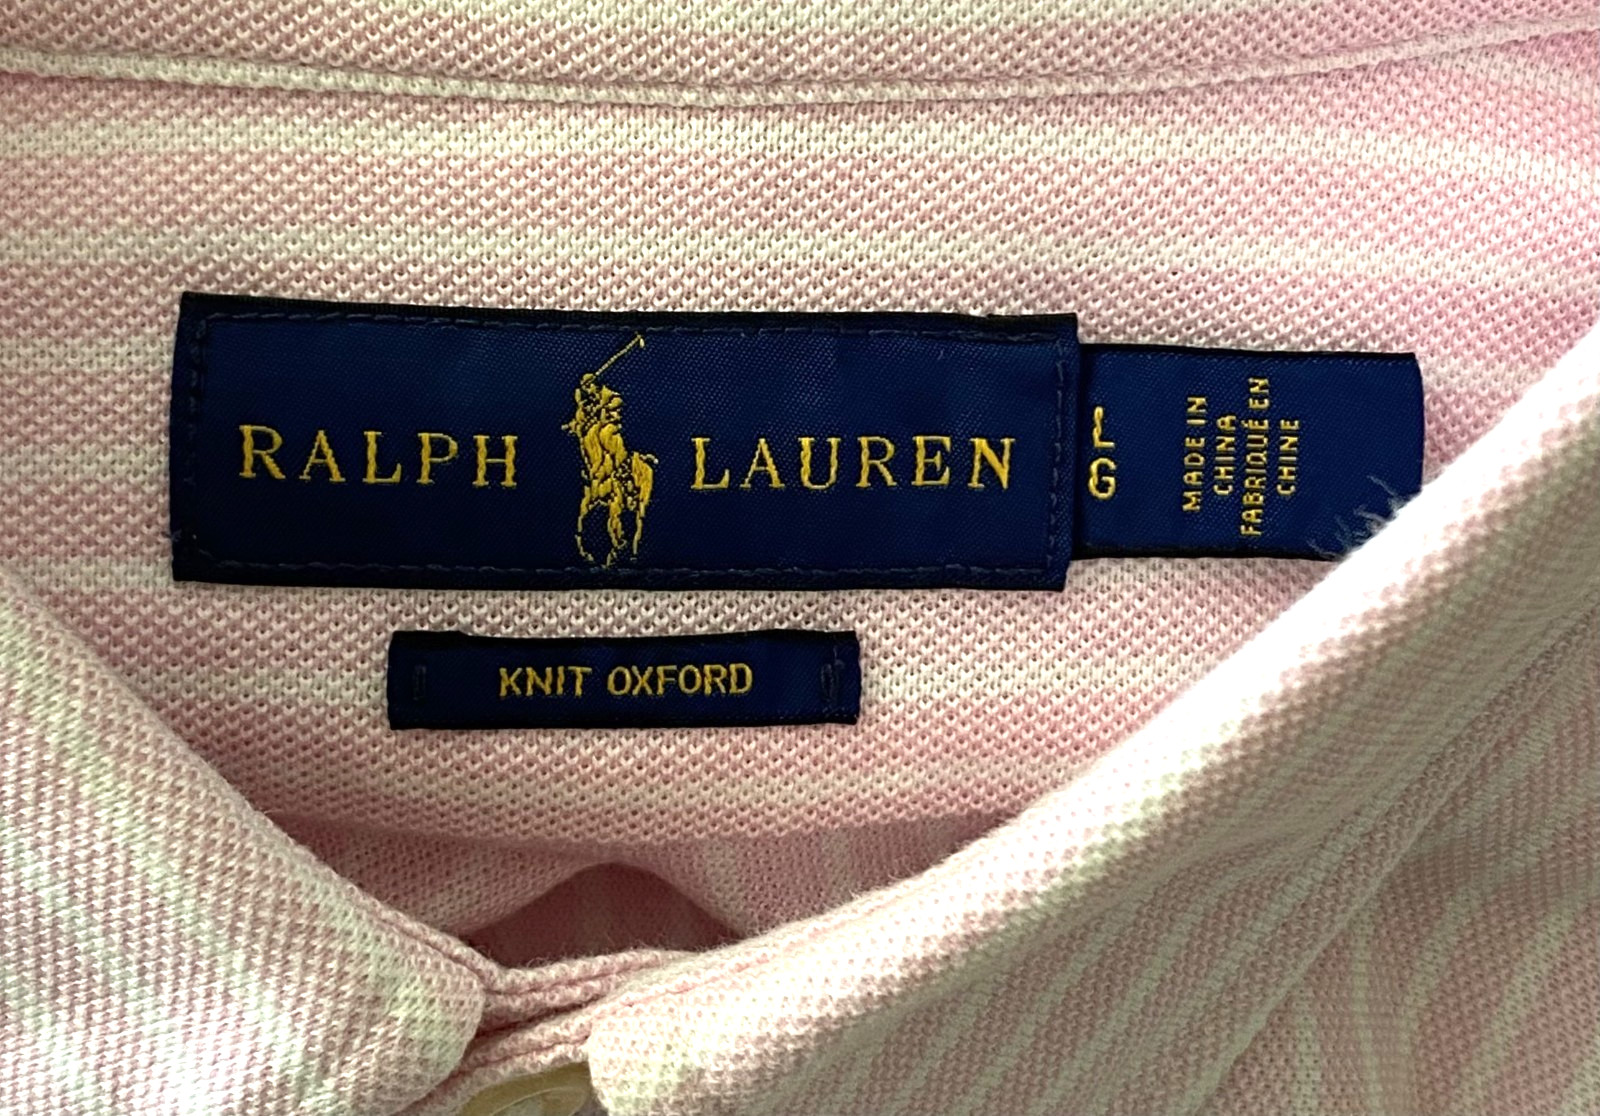 RALPH LAUREN
L
G
MADE IN
CHINA
FABRIQUÉ EN
CHINE
KNIT OXFORD